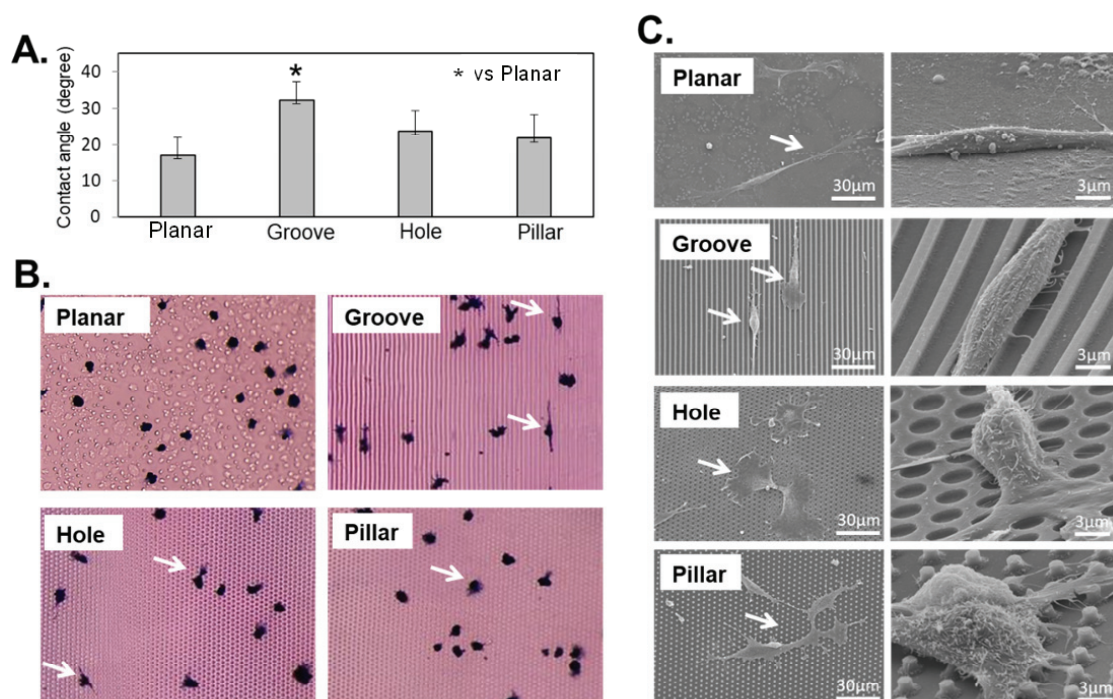 A.
Contact angle (degree)
40
30
20
10
0
*
* vs Planar
Planar
Groove
Hole
Pillar
B.
Planar
Groove
Hole
Pillar
C.
Planar
30μm
3μm
Groove
30μm
3μm
Hole
30μm
3μm
Pillar
30μm
3μm